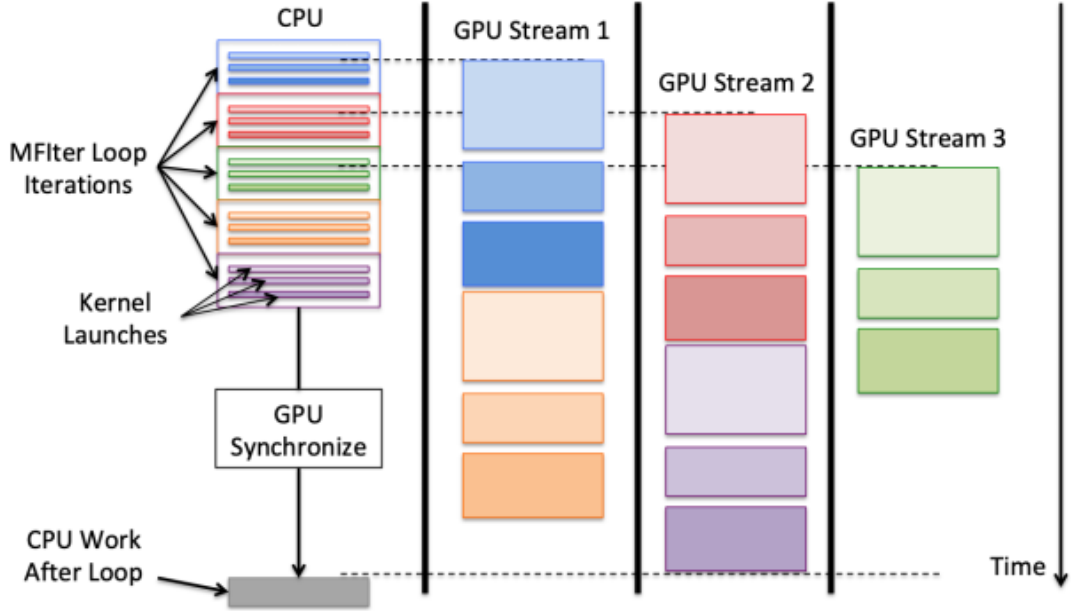 CPU
GPU Stream 1
GPU Stream 2
GPU Stream 3
MFIter Loop
Iterations
Kernel
Launches
GPU
Synchronize
CPU Work
After Loop
Time